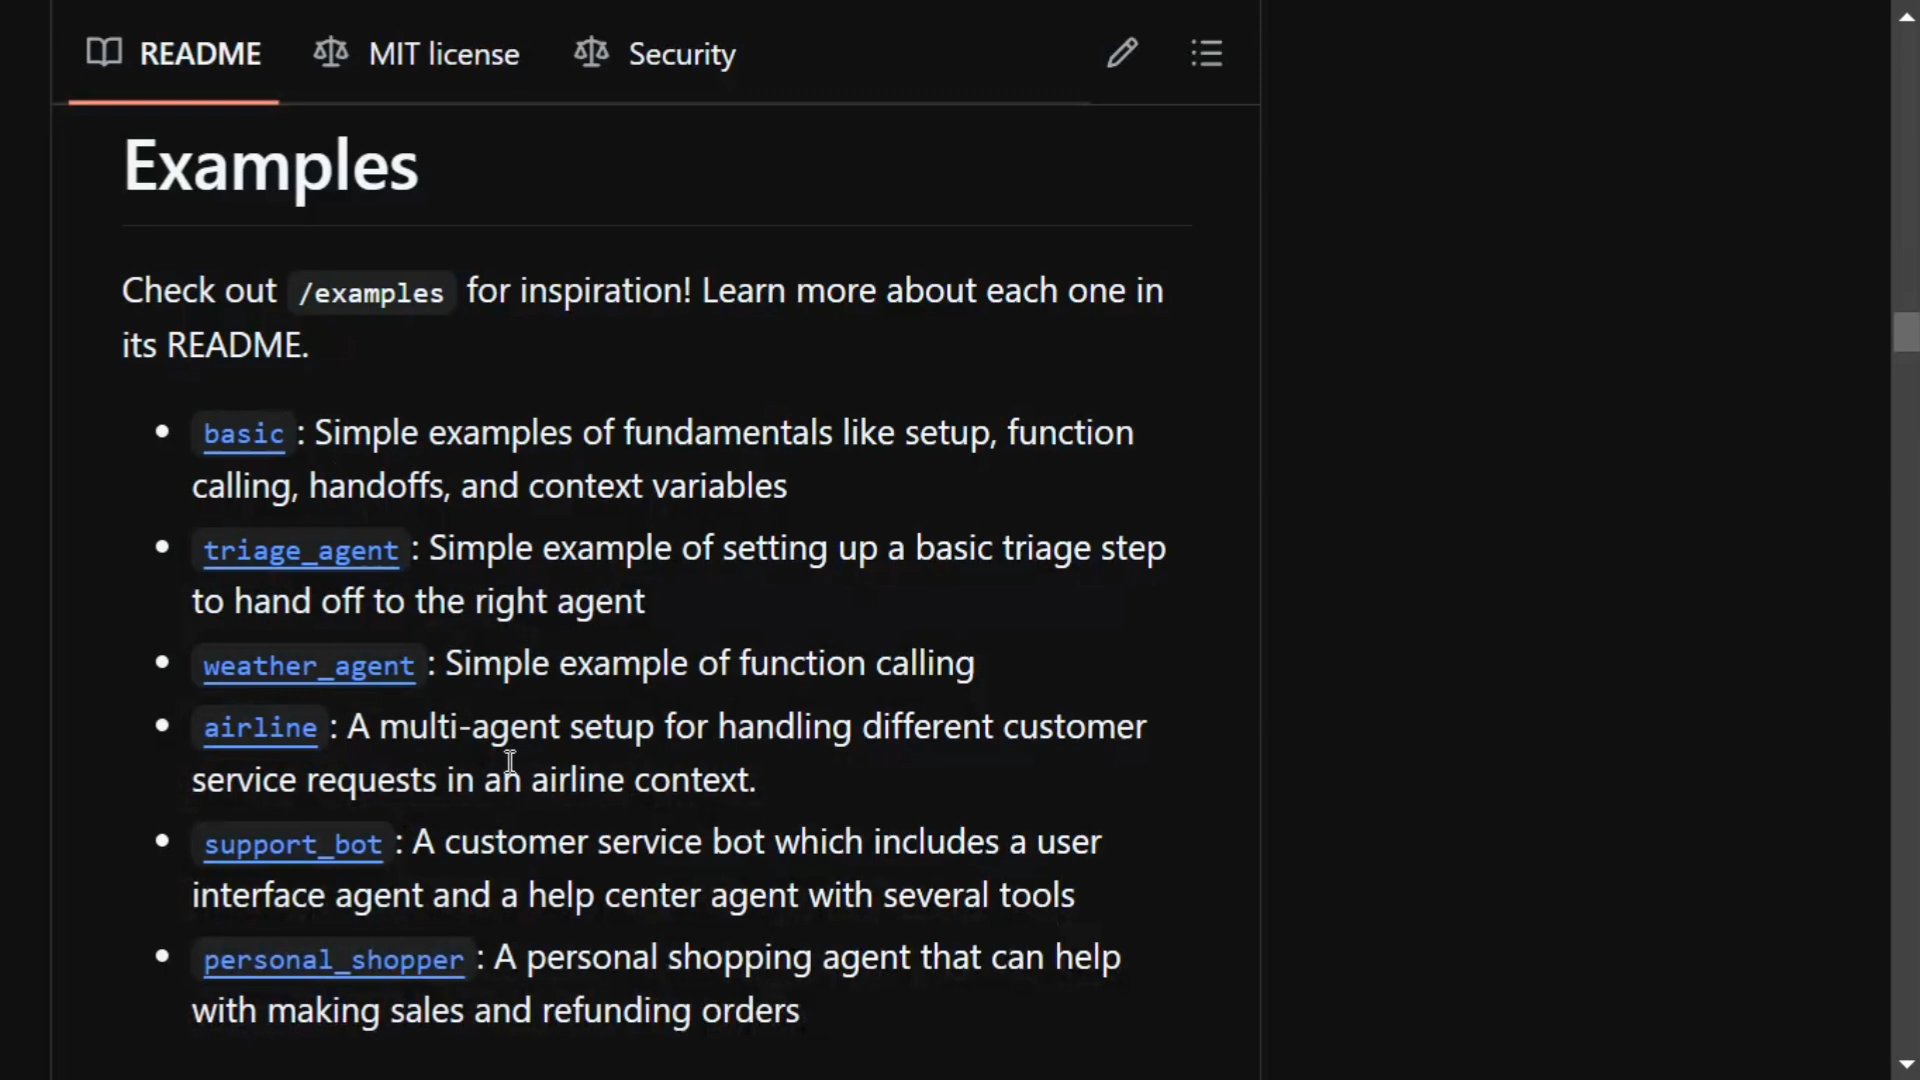 README MIT license Security
Examples
Check out /examples for inspiration! Learn more about each one in
its README.
basic: Simple examples of fundamentals like setup, function
calling, handoffs, and context variables
triage_agent: Simple example of setting up a basic triage step
to hand off to the right agent
weather_agent: Simple example of function calling
airline: A multi-agent setup for handling different customer
service requests in an airline context.
support_bot: A customer service bot which includes a user
interface agent and a help center agent with several tools
personal_shopper: A personal shopping agent that can help
with making sales and refunding orders